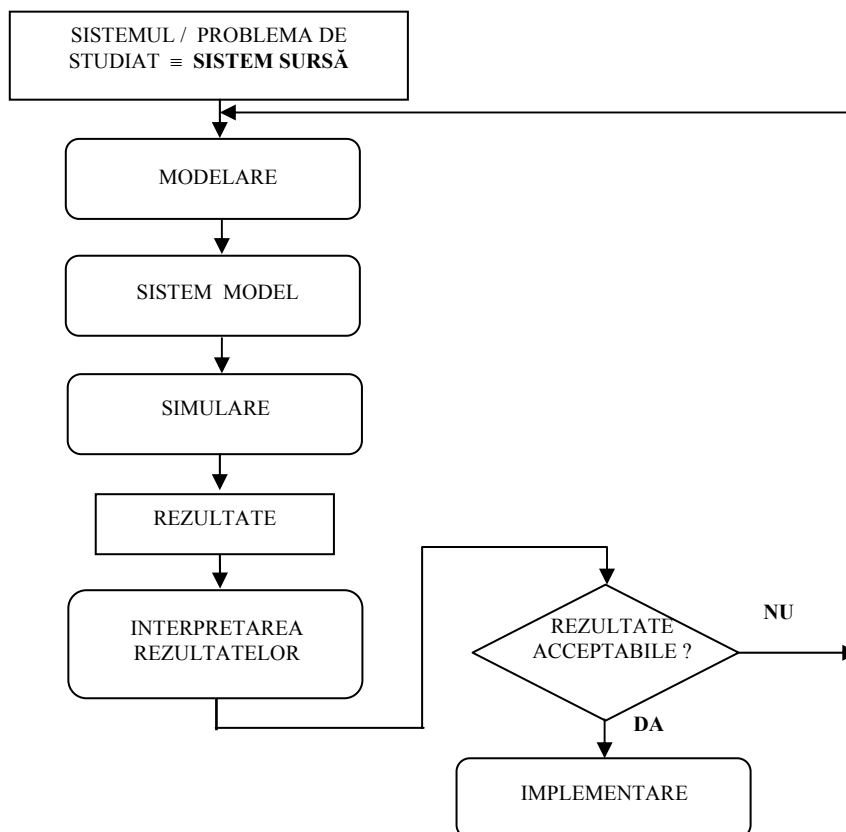 SISTEMUL / PROBLEMA DE
STUDIAT ≡ SISTEM SURSĂ
MODELARE
SISTEM MODEL
SIMULARE
REZULTATE
INTERPRETAREA
REZULTATELOR
REZULTATE
ACCEPTABILE ?
NU
DA
IMPLEMENTARE